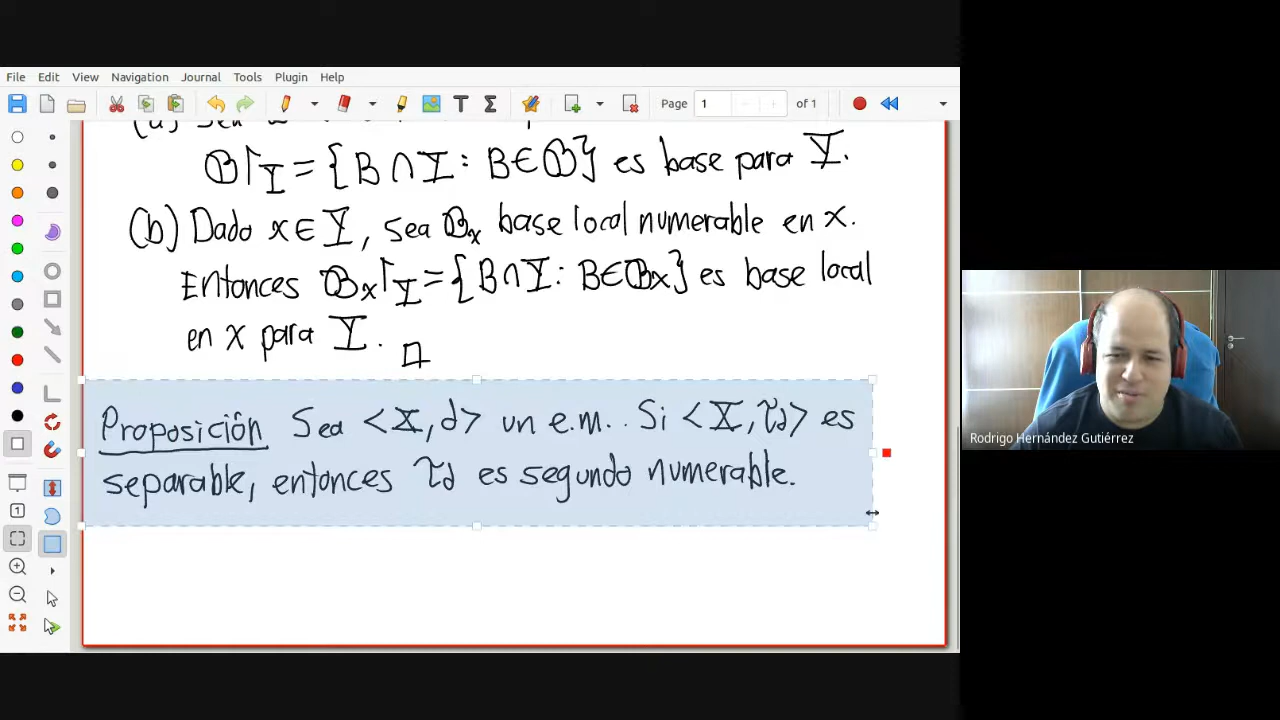 File Edit View Navigation Journal Tools Plugin Help
Page 1 of 1
(a) Sea
𝓑↾Y = {B ∩ Y : B ∈ 𝓑} es base para Y.
(b) Dado x ∈ Y, sea 𝓑x base local numerable en x.
Entonces 𝓑x↾Y = {B ∩ Y : B ∈ 𝓑x} es base local
en x para Y. □
Proposición Sea <X, d> un e.m.. Si <X, τd> es
separable, entonces τd es segundo numerable.
Rodrigo Hernández Gutiérrez